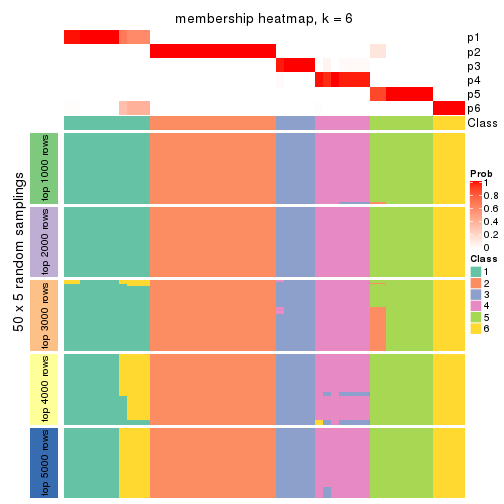 membership heatmap, k = 6
p1
p2
p3
p4
p5
p6
Class
50 x 5 random samplings
top 1000 rows
top 2000 rows
top 3000 rows
top 4000 rows
top 5000 rows
Prob
1
0.8
0.6
0.4
0.2
0
Class
1
2
3
4
5
6